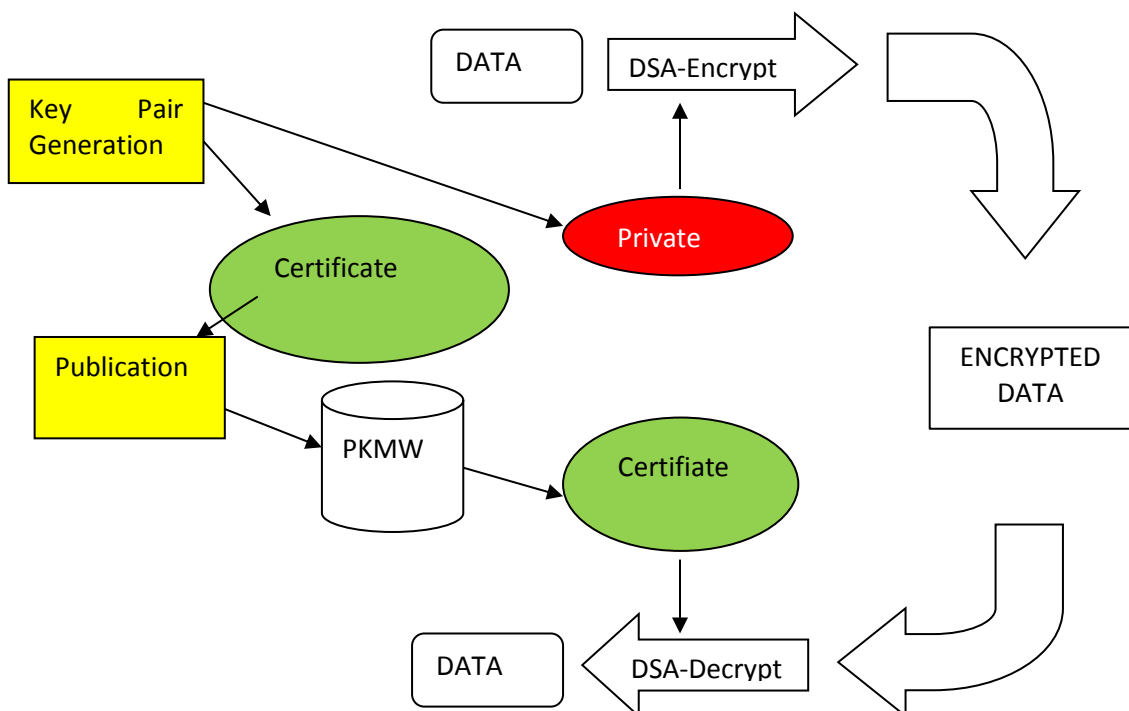 DATA
DSA-Encrypt
Key Pair
Generation
Private
Certificate
Publication
ENCRYPTED
DATA
PKMW
Certifiate
DATA
DSA-Decrypt